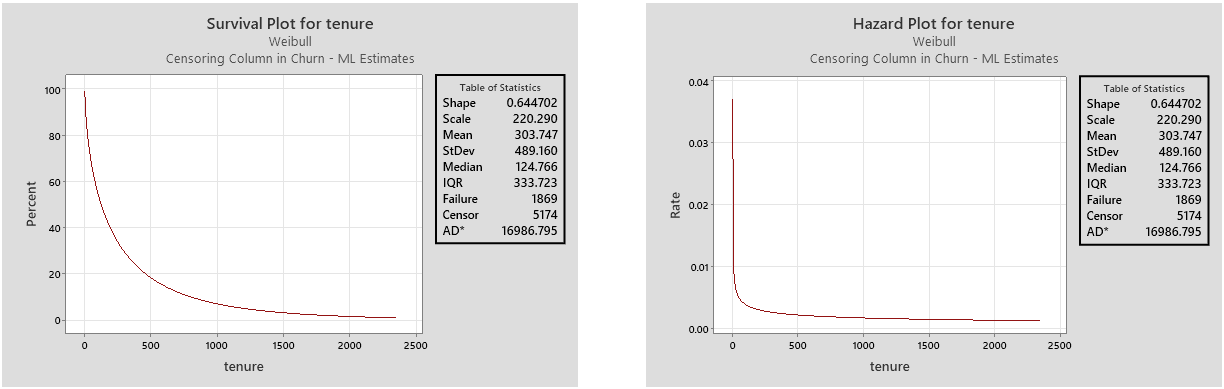 Survival Plot for tenure
Weibull
Censoring Column in Churn - ML Estimates
100
80
60
40
20
0
Percent
0 500 1000 1500 2000 2500
tenure
Table of Statistics
Shape 0.644702
Scale 220.290
Mean 303.747
StDev 489.160
Median 124.766
IQR 333.723
Failure 1869
Censor 5174
AD* 16986.795
Hazard Plot for tenure
Weibull
Censoring Column in Churn - ML Estimates
0.04
0.03
0.02
0.01
0.00
Rate
0 500 1000 1500 2000 2500
tenure
Table of Statistics
Shape 0.644702
Scale 220.290
Mean 303.747
StDev 489.160
Median 124.766
IQR 333.723
Failure 1869
Censor 5174
AD* 16986.795